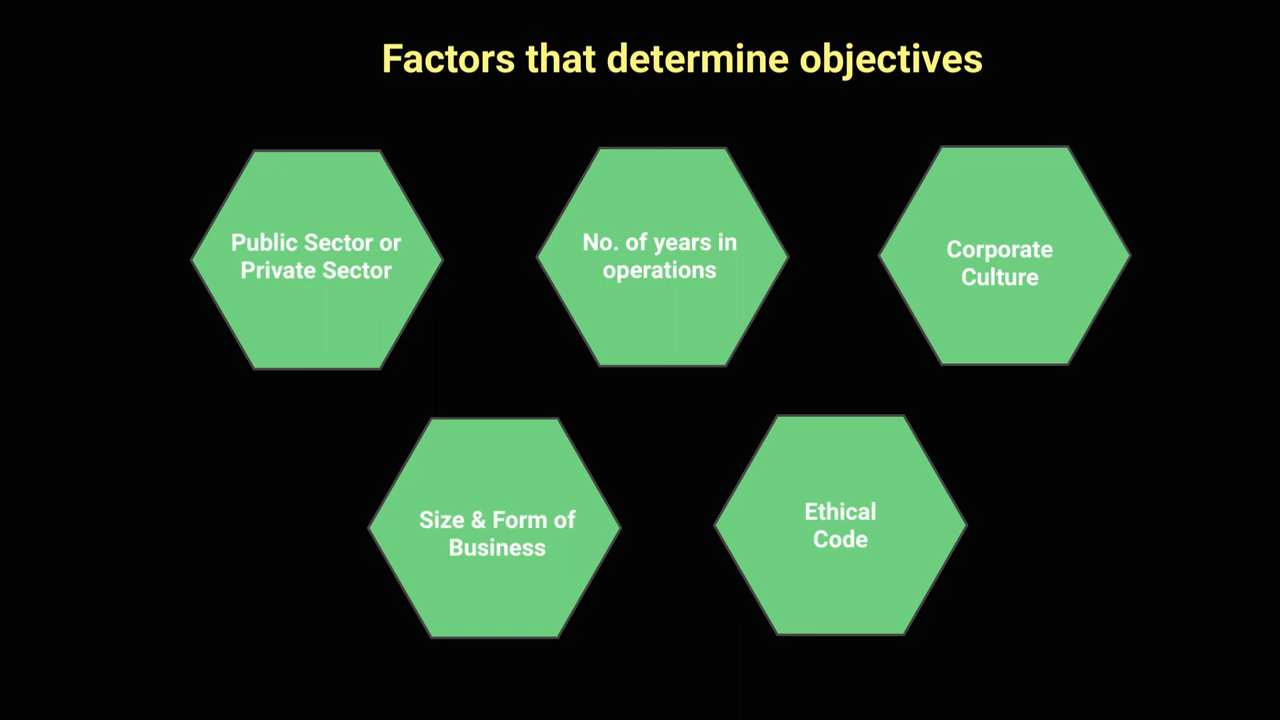 Factors that determine objectives
Public Sector or
Private Sector
No. of years in
operations
Corporate
Culture
Size & Form of
Business
Ethical
Code